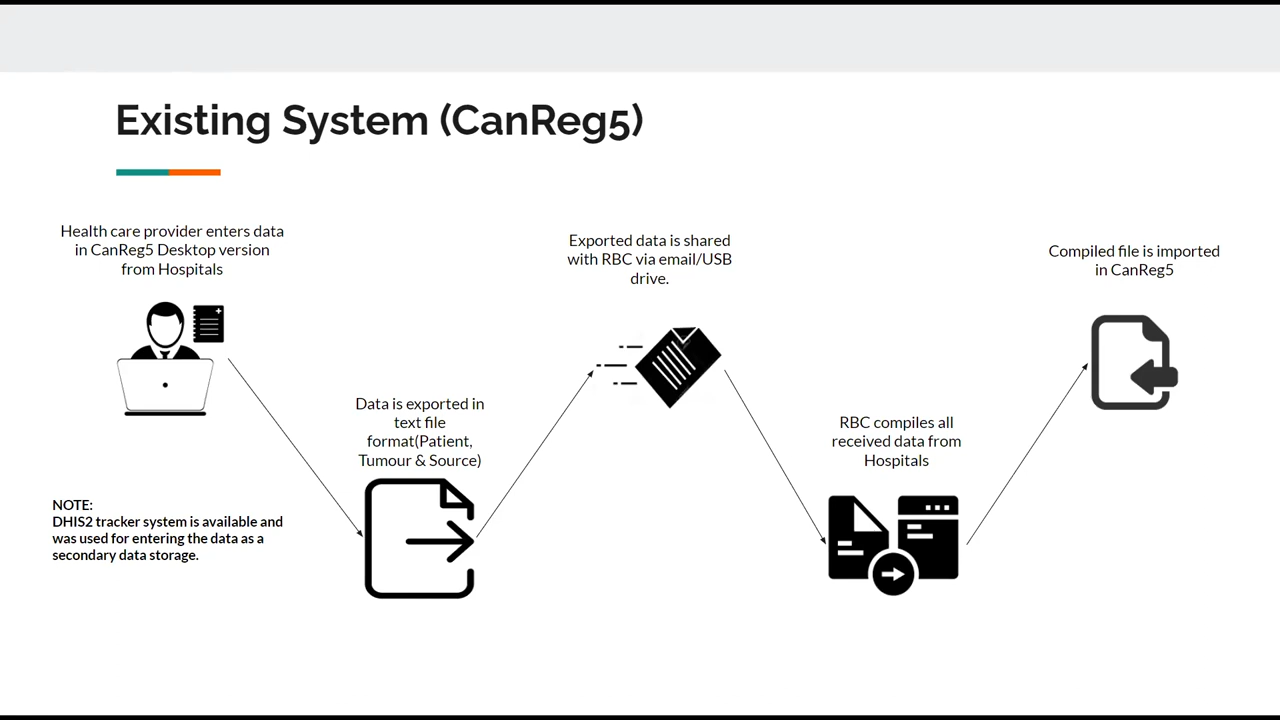 Existing System (CanReg5)
Health care provider enters data
in CanReg5 Desktop version
from Hospitals
Data is exported in
text file
format(Patient,
Tumour & Source)
Exported data is shared
with RBC via email/USB
drive.
RBC compiles all
received data from
Hospitals
Compiled file is imported
in CanReg5
NOTE:
DHIS2 tracker system is available and
was used for entering the data as a
secondary data storage.